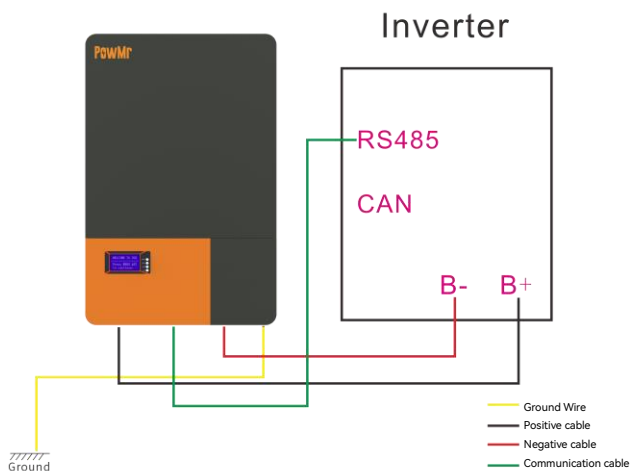 Inverter
PowMr
RS485
CAN
B-
B+
Ground Wire
Positive cable
Negative cable
Communication cable
Ground